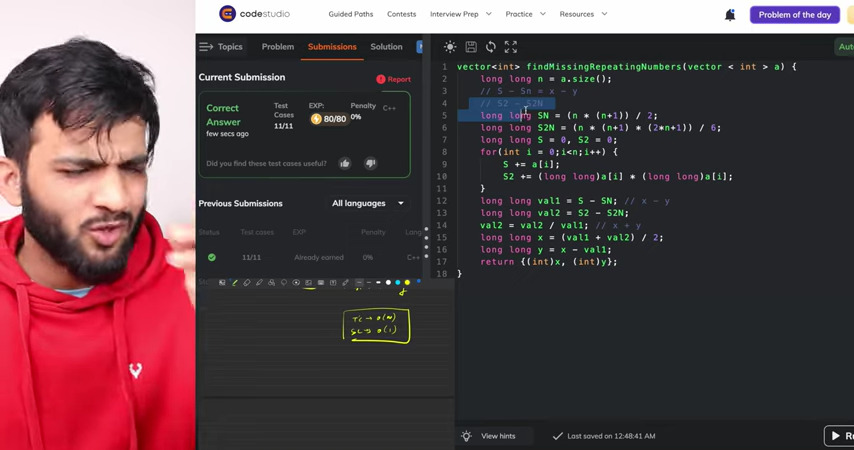 codestudio
Guided Paths
Contests
Interview Prep
Practice
Resources
Problem of the day
Topics
Problem
Submissions
Solution
Current Submission
Report
Correct Answer
few secs ago
Test Cases
11/11
EXP:
80/80
Penalty
0%
C++
Did you find these test cases useful?
Previous Submissions
All languages
Status
Test cases
EXP
Penalty
Lang
11/11
Already earned
0%
C++
TC → O(N)
SC → O(1)
1 vector<int> findMissingRepeatingNumbers(vector < int > a) {
2 long long n = a.size();
3 // S - Sn = x - y
4 // S2 - S2N
5 long long SN = (n * (n+1)) / 2;
6 long long S2N = (n * (n+1) * (2*n+1)) / 6;
7 long long S = 0, S2 = 0;
8 for(int i = 0;i<n;i++) {
9 S += a[i];
10 S2 += (long long)a[i] * (long long)a[i];
11 }
12 long long val1 = S - SN; // x - y
13 long long val2 = S2 - S2N;
14 val2 = val2 / val1; // x + y
15 long long x = (val1 + val2) / 2;
16 long long y = x - val1;
17 return {(int)x, (int)y};
18 }
View hints
Last saved on 12:48:41 AM